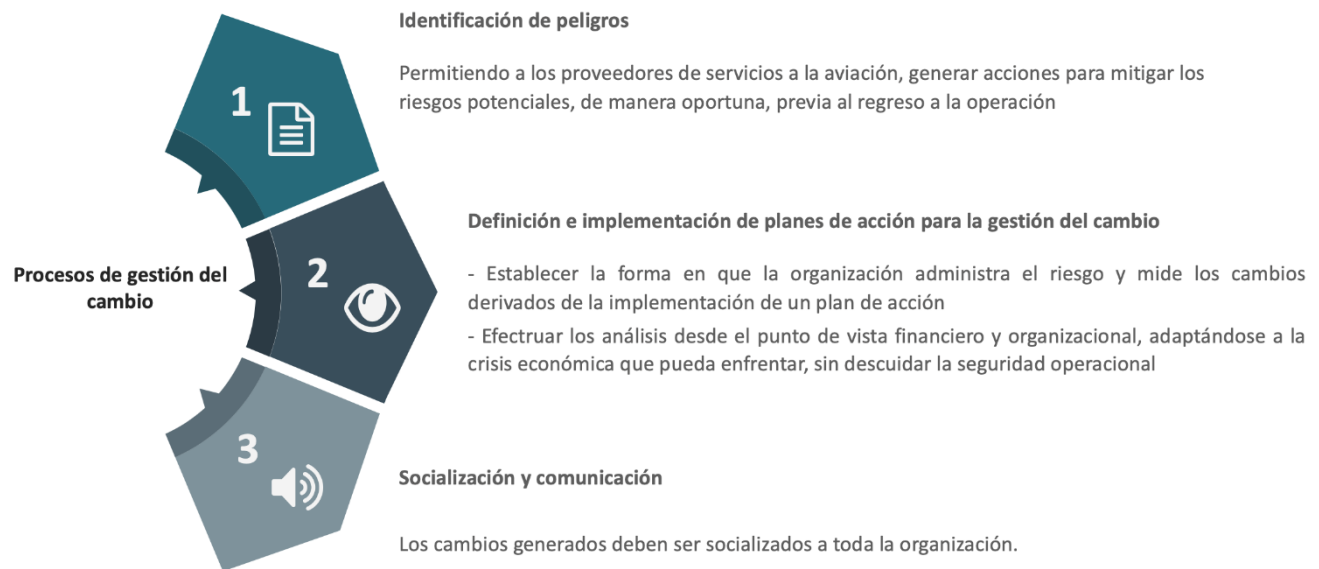 Identificación de peligros
Permitiendo a los proveedores de servicios a la aviación, generar acciones para mitigar los
riesgos potenciales, de manera oportuna, previa al regreso a la operación
1
Definición e implementación de planes de acción para la gestión del cambio
- Establecer la forma en que la organización administra el riesgo y mide los cambios
derivados de la implementación de un plan de acción
- Efectruar los análisis desde el punto de vista financiero y organizacional, adaptándose a la
crisis económica que pueda enfrentar, sin descuidar la seguridad operacional
2
Procesos de gestión del
cambio
3
Socialización y comunicación
Los cambios generados deben ser socializados a toda la organización.